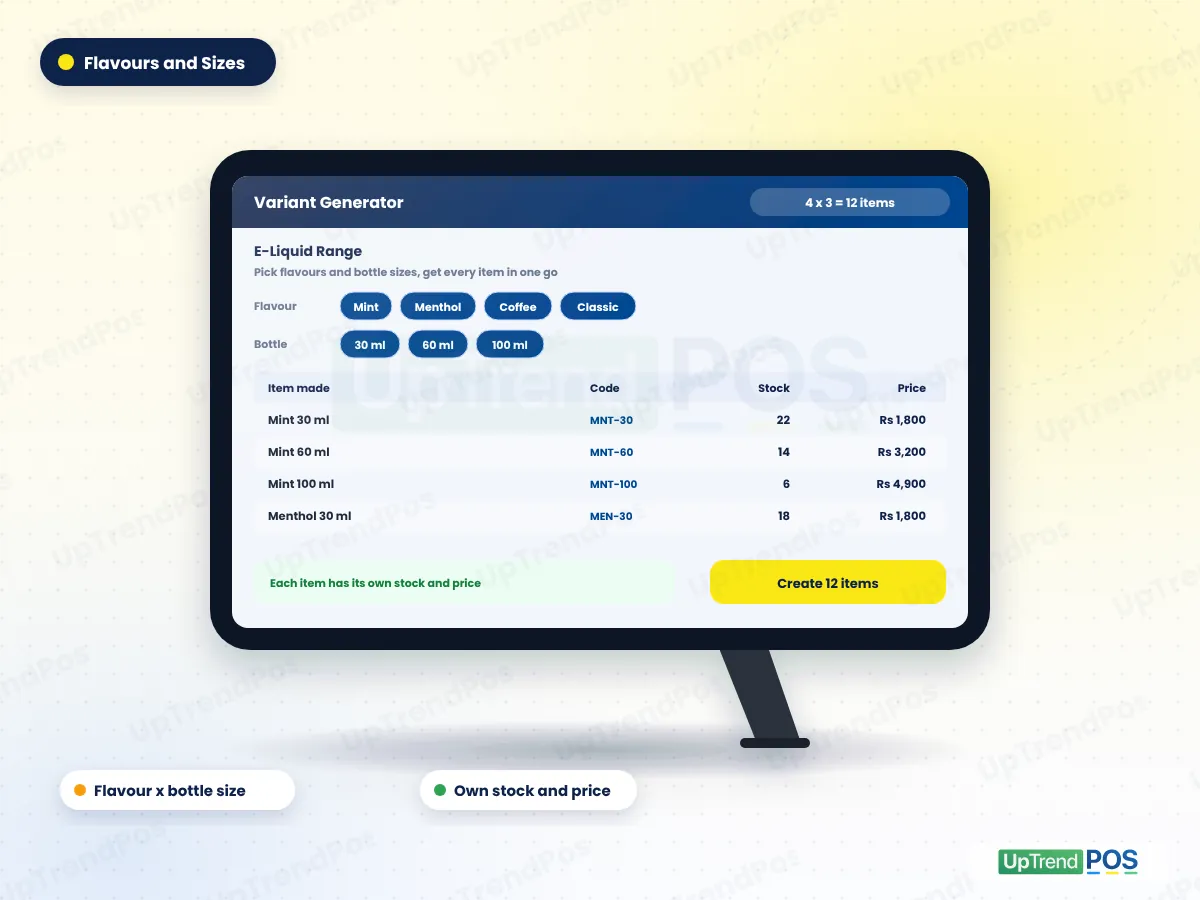 Flavours and Sizes
Variant Generator
4 x 3 = 12 items
E-Liquid Range
Pick flavours and bottle sizes, get every item in one go
Flavour Mint Menthol Coffee Classic
Bottle 30 ml 60 ml 100 ml
Item made Code Stock Price
Mint 30 ml MNT-30 22 Rs 1,800
Mint 60 ml MNT-60 14 Rs 3,200
Mint 100 ml MNT-100 6 Rs 4,900
Menthol 30 ml MEN-30 18 Rs 1,800
Each item has its own stock and price
Create 12 items
Flavour x bottle size
Own stock and price
UpTrend POS